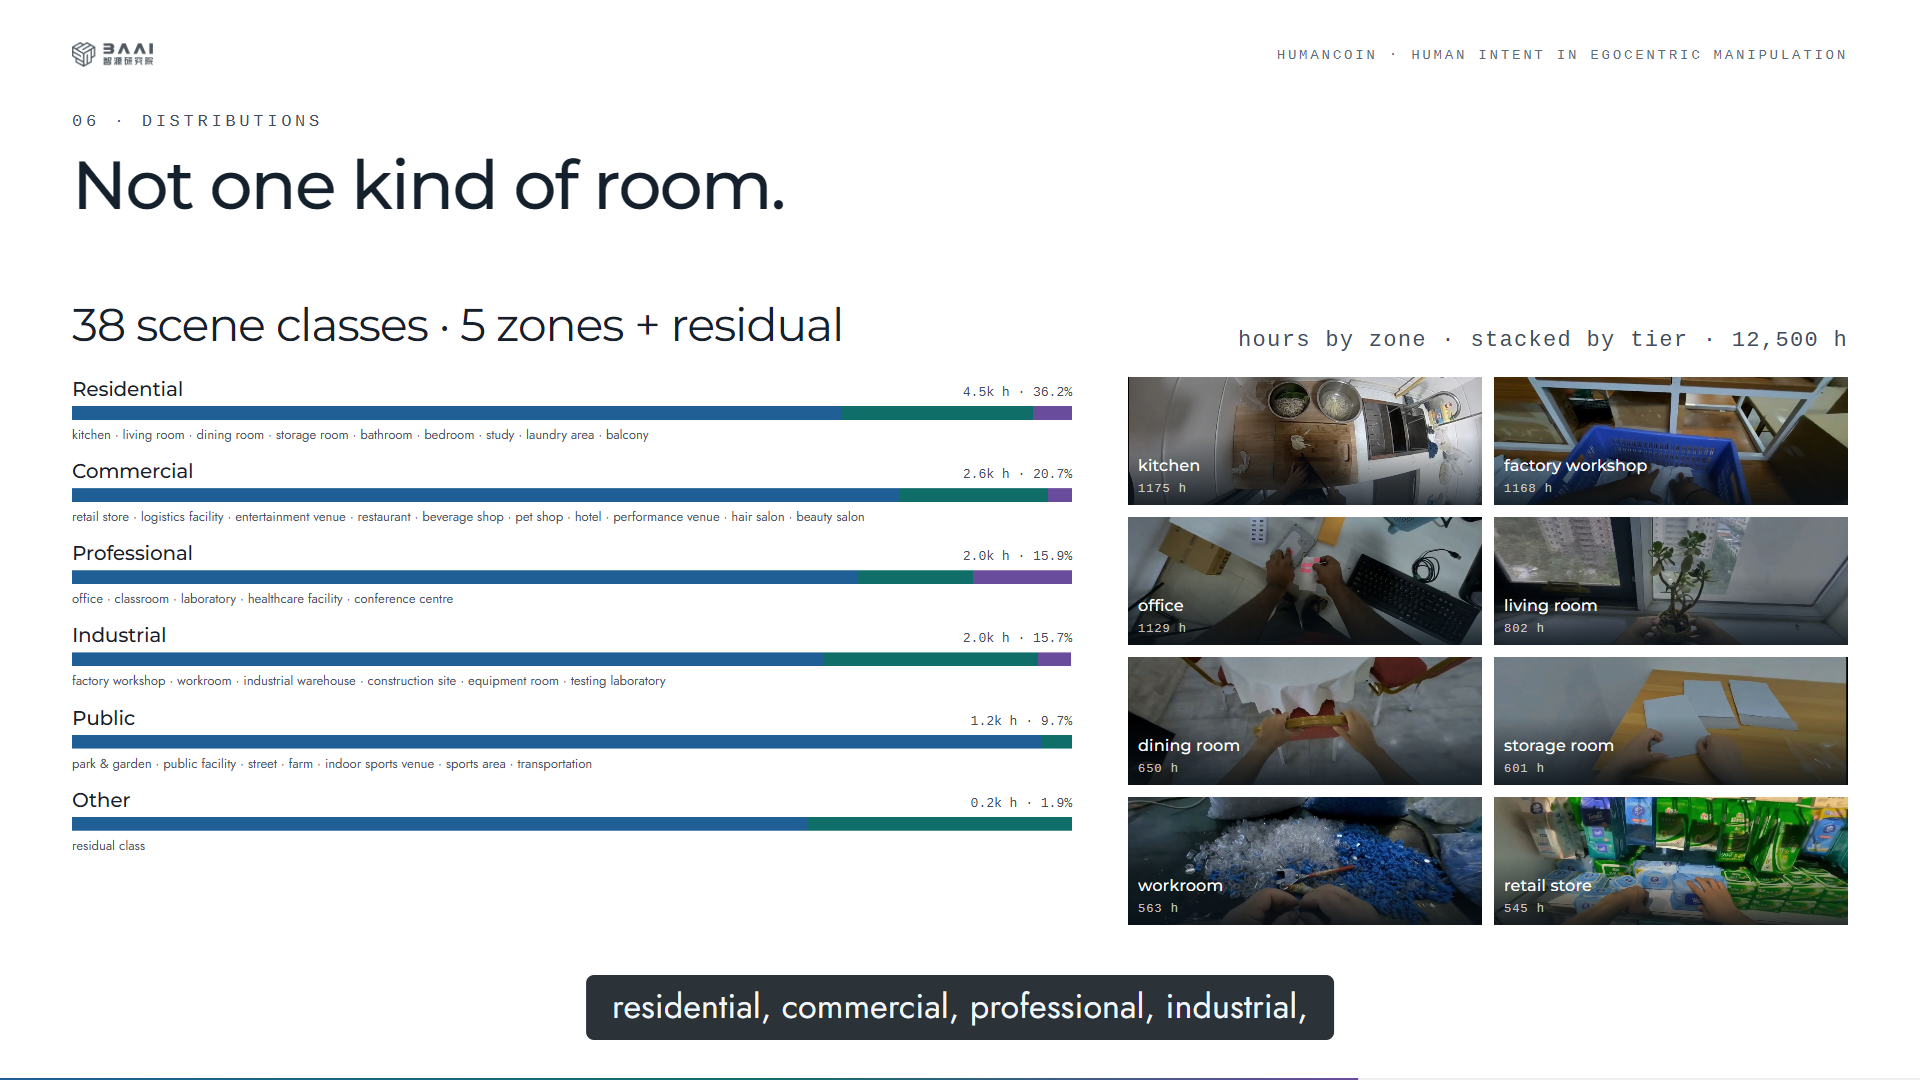 BAAI
智源研究院
HUMANCOIN · HUMAN INTENT IN EGOCENTRIC MANIPULATION
06 · DISTRIBUTIONS
Not one kind of room.
38 scene classes · 5 zones + residual
hours by zone · stacked by tier · 12,500 h
Residential
4.5k h · 36.2%
kitchen · living room · dining room · storage room · bathroom · bedroom · study · laundry area · balcony
Commercial
2.6k h · 20.7%
retail store · logistics facility · entertainment venue · restaurant · beverage shop · pet shop · hotel · performance venue · hair salon · beauty salon
Professional
2.0k h · 15.9%
office · classroom · laboratory · healthcare facility · conference centre
Industrial
2.0k h · 15.7%
factory workshop · workroom · industrial warehouse · construction site · equipment room · testing laboratory
Public
1.2k h · 9.7%
park & garden · public facility · street · farm · indoor sports venue · sports area · transportation
Other
0.2k h · 1.9%
residual class
kitchen
1175 h
factory workshop
1168 h
office
1129 h
living room
802 h
dining room
650 h
storage room
601 h
workroom
563 h
retail store
545 h
residential, commercial, professional, industrial,